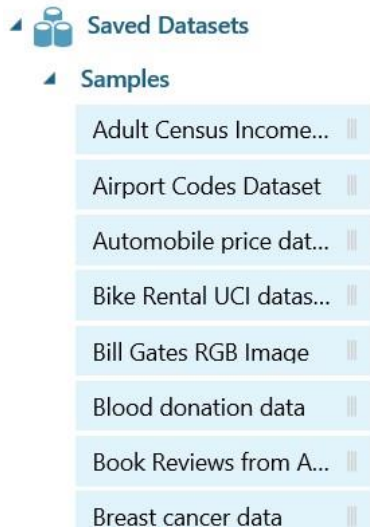 Saved Datasets
Samples
Adult Census Income...
Airport Codes Dataset
Automobile price dat...
Bike Rental UCI datas...
Bill Gates RGB Image
Blood donation data
Book Reviews from A...
Breast cancer data